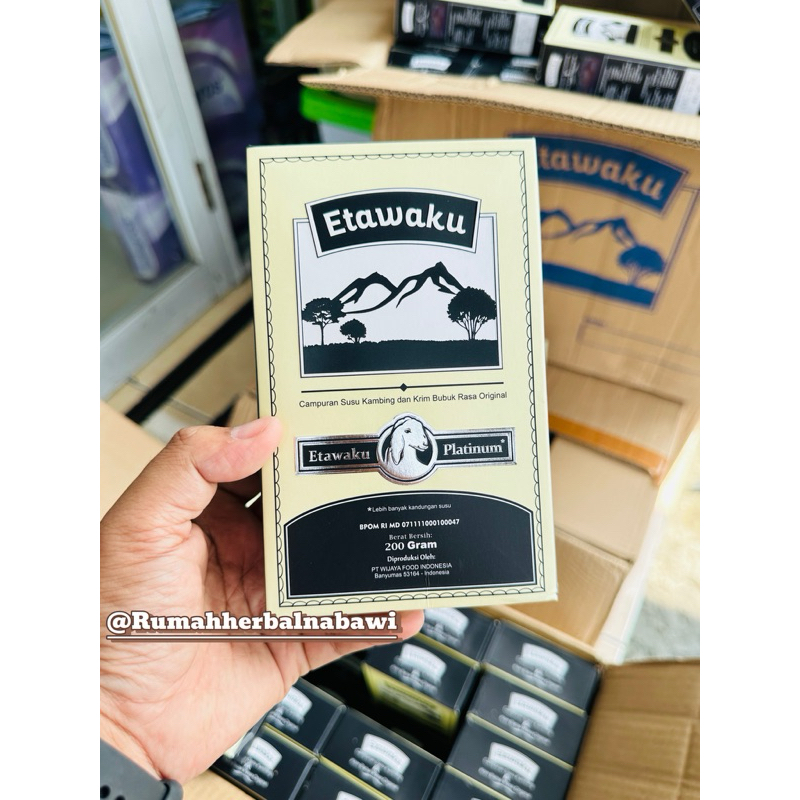 Etawaku
Etawaku
Campuran Susu Kambing dan Krim Bubuk Rasa Original
Etawaku Platinum*
*Lebih banyak kandungan susu
BPOM RI MD 071111000100047
Berat Bersih:
200 Gram
Diproduksi Oleh:
PT WIJAYA FOOD INDONESIA
Banyumas 53164 - Indonesia
@Rumahherbalnabawi